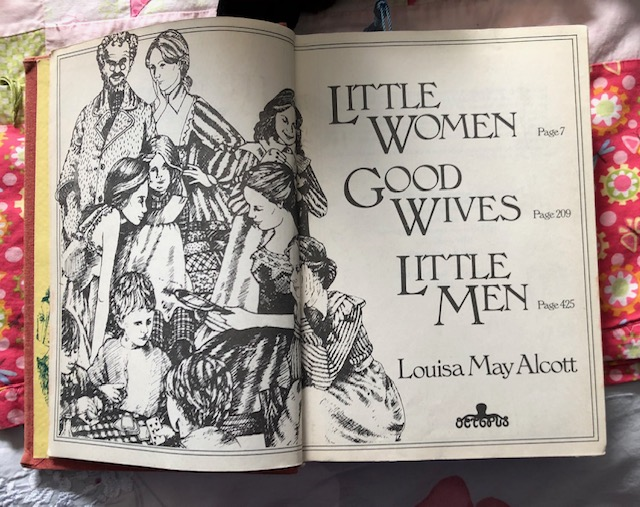 LITTLE
WOMEN Page 7
GOOD
WIVES Page 209
LITTLE
MEN Page 425
Louisa May Alcott
octopus